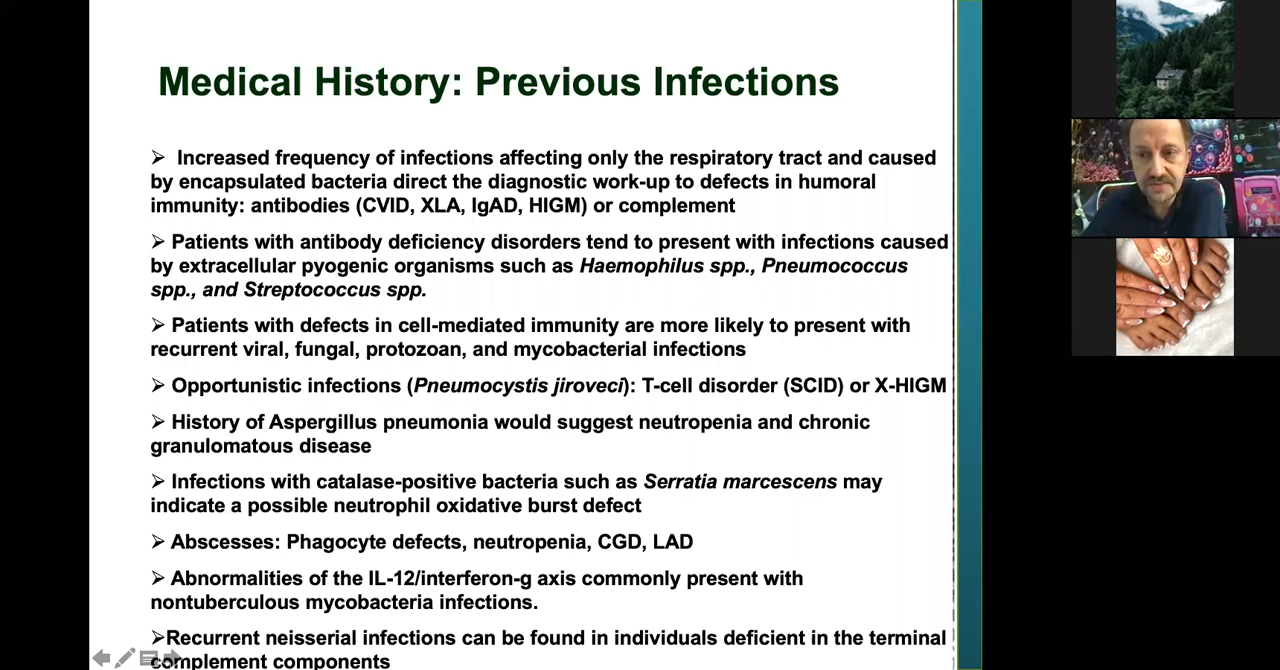 Medical History: Previous Infections
➢ Increased frequency of infections affecting only the respiratory tract and caused
by encapsulated bacteria direct the diagnostic work-up to defects in humoral
immunity: antibodies (CVID, XLA, IgAD, HIGM) or complement
➢ Patients with antibody deficiency disorders tend to present with infections caused
by extracellular pyogenic organisms such as Haemophilus spp., Pneumococcus
spp., and Streptococcus spp.
➢ Patients with defects in cell-mediated immunity are more likely to present with
recurrent viral, fungal, protozoan, and mycobacterial infections
➢ Opportunistic infections (Pneumocystis jiroveci): T-cell disorder (SCID) or X-HIGM
➢ History of Aspergillus pneumonia would suggest neutropenia and chronic
granulomatous disease
➢ Infections with catalase-positive bacteria such as Serratia marcescens may
indicate a possible neutrophil oxidative burst defect
➢ Abscesses: Phagocyte defects, neutropenia, CGD, LAD
➢ Abnormalities of the IL-12/interferon-g axis commonly present with
nontuberculous mycobacteria infections.
➢Recurrent neisserial infections can be found in individuals deficient in the terminal
complement components